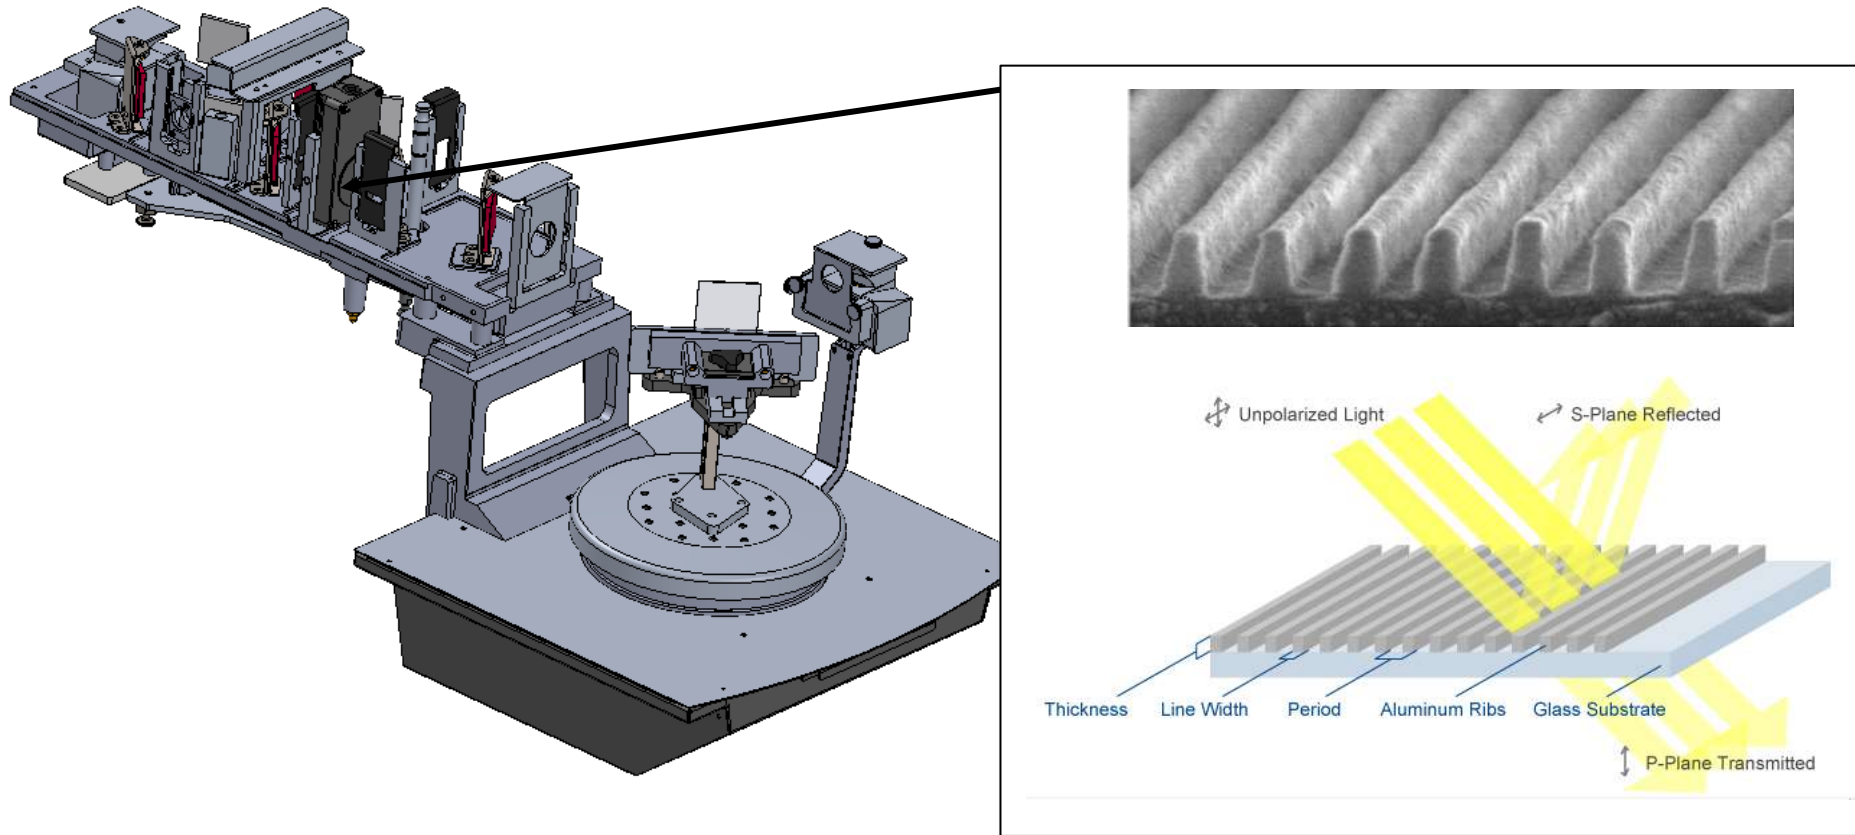 Unpolarized Light
S-Plane Reflected
Thickness
Line Width
Period
Aluminum Ribs
Glass Substrate
P-Plane Transmitted